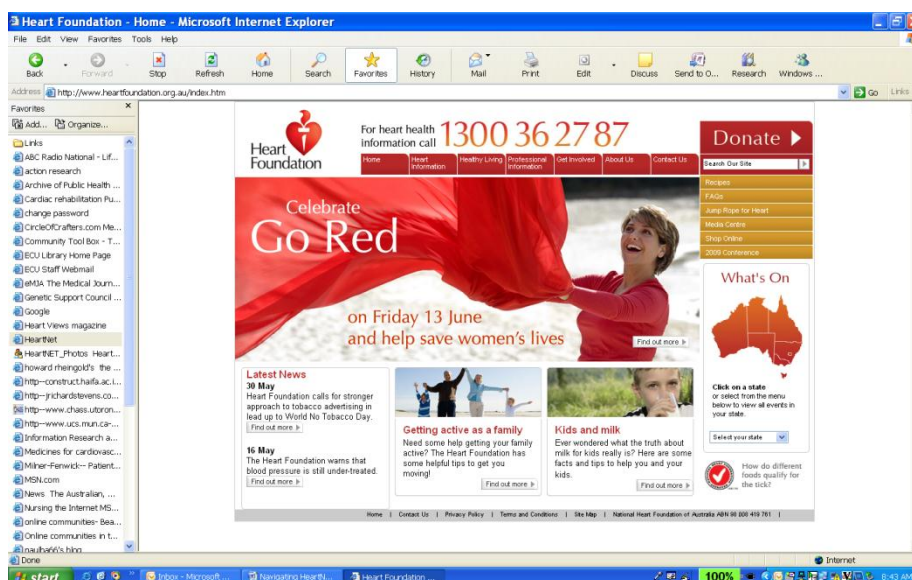 Heart Foundation - Home - Microsoft Internet Explorer
File Edit View Favorites Tools Help
Back Forward Stop Refresh Home Search Favorites History Mail Print Edit Discuss Send to O... Research Windows ...
Address http://www.heartfoundation.org.au/index.htm Go Links
Favorites
Add... Organize...
Links
ABC Radio National - Lif...
action research
Archive of Public Health ...
Cardiac rehabilitation Pu...
change password
CircleOfCrafters.com Me...
Community Tool Box - T...
ECU Library Home Page
ECU Staff Webmail
eMJA The Medical Journ...
Genetic Support Council ...
Google
Heart Views magazine
HeartNet
HeartNET_Photos Heart...
howard rheingold's the ...
http--construct.haifa.ac.i...
http--jrichardstevens.co...
http--www.chass.utoron...
http--www.ucs.mun.ca-...
Information Research a...
Medicines for cardiovasc...
Milner-Fenwick-- Patient...
MSN.com
News The Australian, ...
Nursing the Internet MS...
online communities- Bea...
Online communities in t...
Heart
Foundation
For heart health
information call 1300 36 27 87
Home
Heart Information
Healthy Living
Professional Information
Get Involved
About Us
Contact Us
Donate
Search Our Site
Recipes
FAQs
Jump Rope for Heart
Media Centre
Shop Online
2009 Conference
Celebrate
Go Red
on Friday 13 June
and help save women's lives
Find out more
What's On
Click on a state
or select from the menu
below to view all events in
your state.
Select your state
How do different
foods qualify for
the tick?
Latest News
30 May
Heart Foundation calls for stronger
approach to tobacco advertising in
lead up to World No Tobacco Day.
Find out more
16 May
The Heart Foundation warns that
blood pressure is still under-treated.
Find out more
Getting active as a family
Need some help getting your family
active? The Heart Foundation has
some helpful tips to get you
moving!
Find out more
Kids and milk
Ever wondered what the truth about
milk for kids really is? Here are some
facts and tips to help you and your
kids.
Find out more
Home | Contact Us | Privacy Policy | Terms and Conditions | Site Map | National Heart Foundation of Australia ABN 98 008 419 761 |
Done Internet
start Inbox - Microsoft ... Navigating HeartN... Heart Foundation ... 100% 8:43 AM